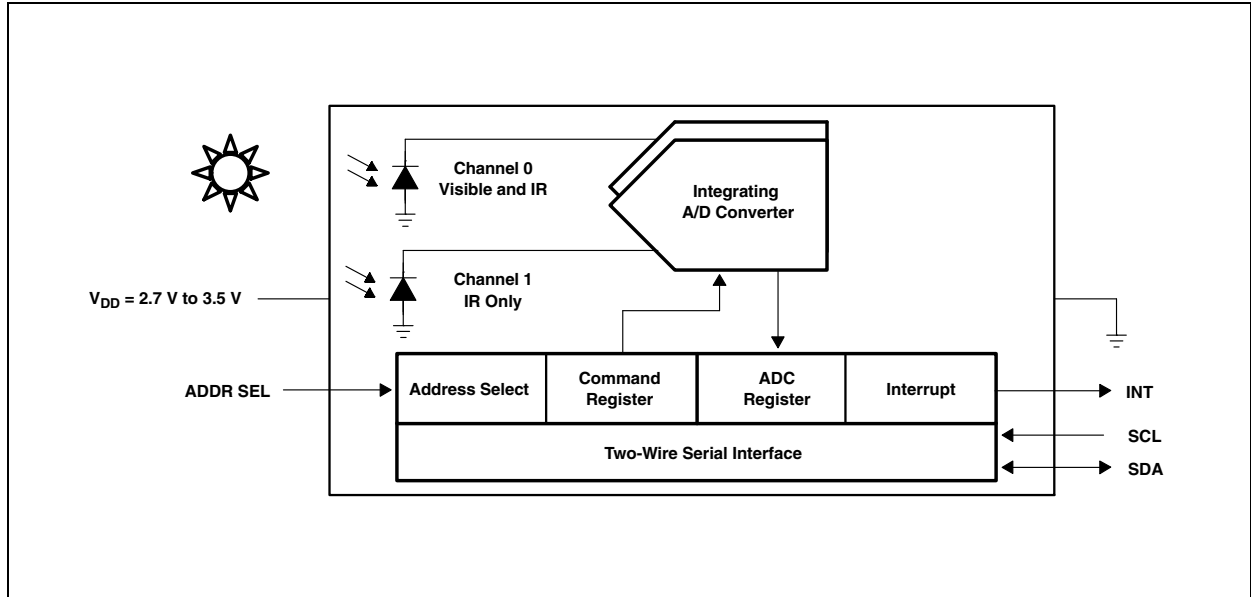 Channel 0
Visible and IR
Integrating
A/D Converter
Channel 1
IR Only
VDD = 2.7 V to 3.5 V
ADDR SEL
Address Select
Command
Register
ADC
Register
Interrupt
INT
Two-Wire Serial Interface
SCL
SDA